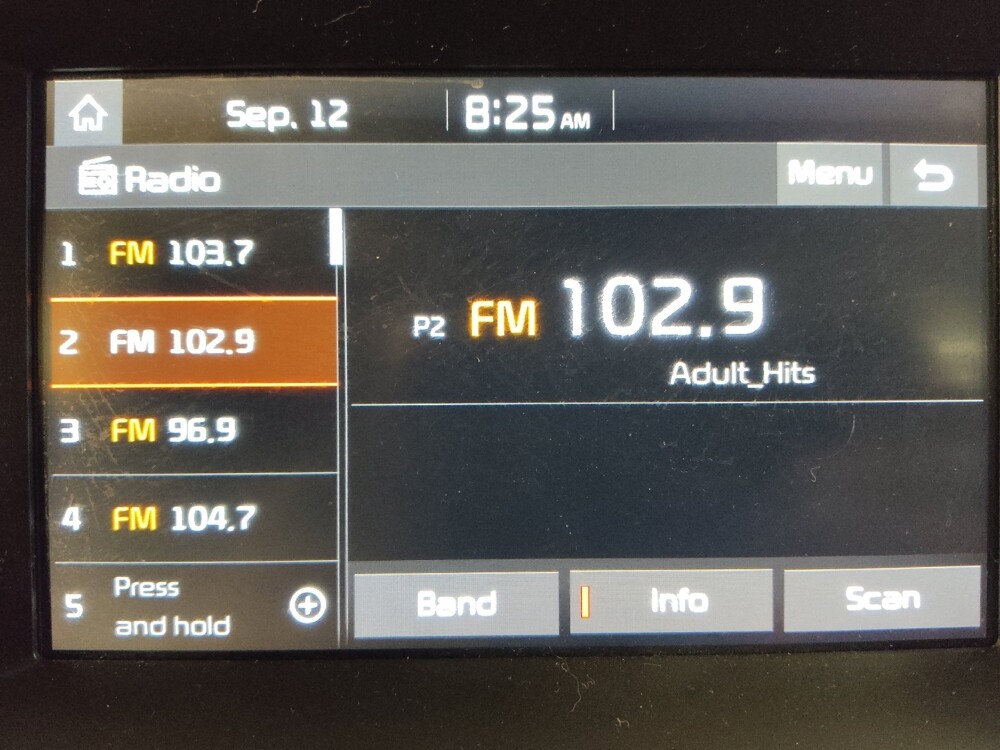 Sep. 12 8:25 AM
Radio Menu
1 FM 103.7
2 FM 102.9
3 FM 96.9
4 FM 104.7
5 Press
and hold
P2 FM 102.9
Adult_Hits
Band Info Scan